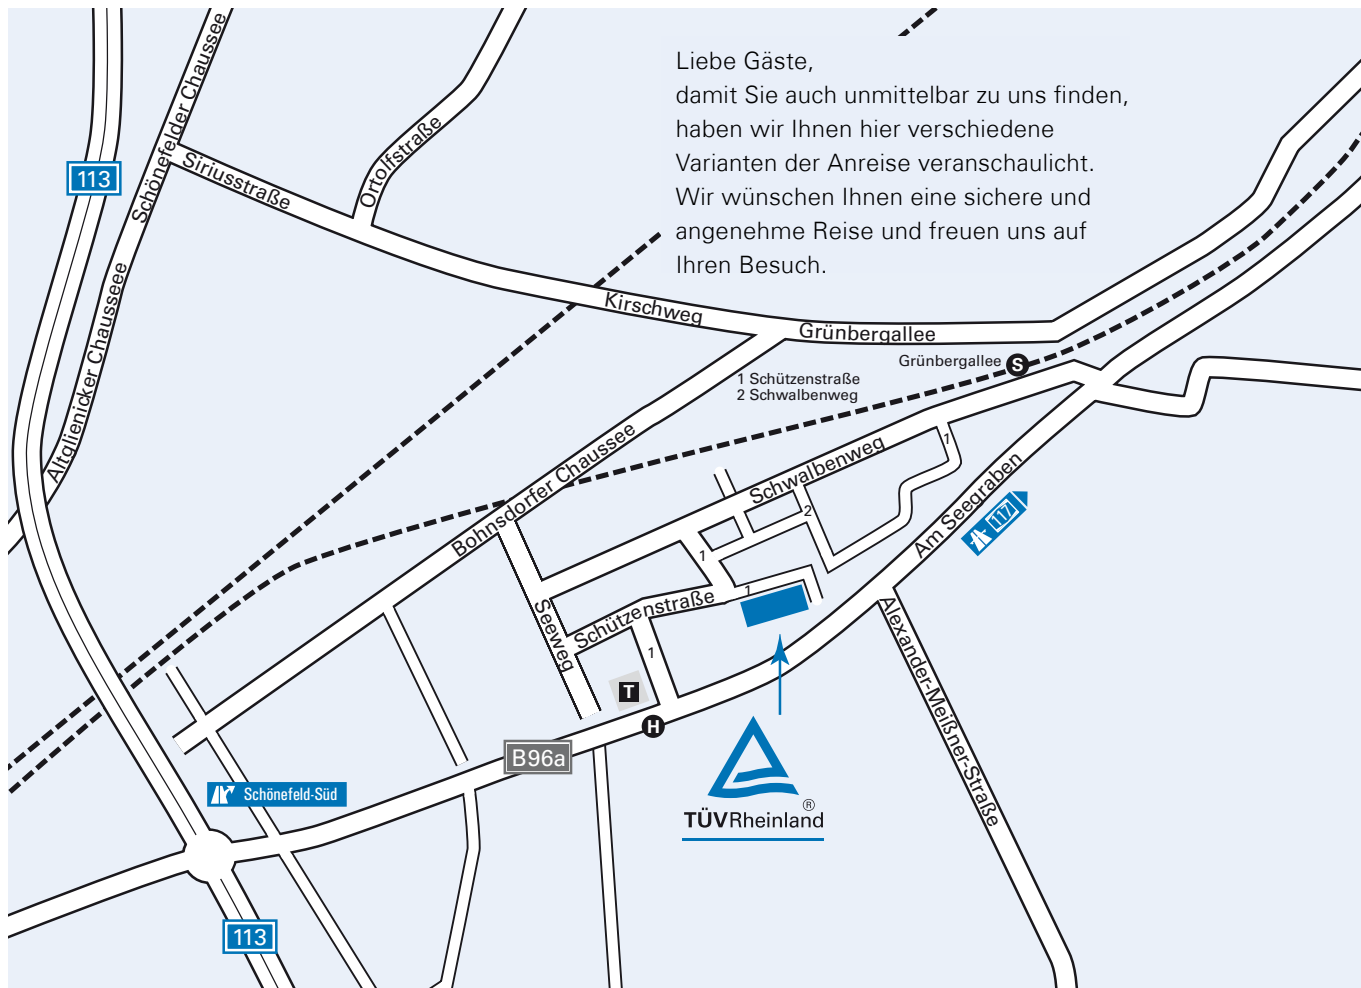 Liebe Gäste,
damit Sie auch unmittelbar zu uns finden,
haben wir Ihnen hier verschiedene
Varianten der Anreise veranschaulicht.
Wir wünschen Ihnen eine sichere und
angenehme Reise und freuen uns auf
Ihren Besuch.
Schönefelder Chaussee
113
Siriusstraße
Ortolfstraße
Altglienicker Chausseee
Kirschweg
Grünbergallee
Grünbergallee
S
1 Schützenstraße
2 Schwalbenweg
Bohnsdorfer Chaussee
Schwalbenweg
1
2
1
1
Am Seegraben
117
Seeweg
Schützenstraße
1
T
H
B96a
Alexander-Meißner-Straße
Schönefeld-Süd
®
TÜVRheinland
113